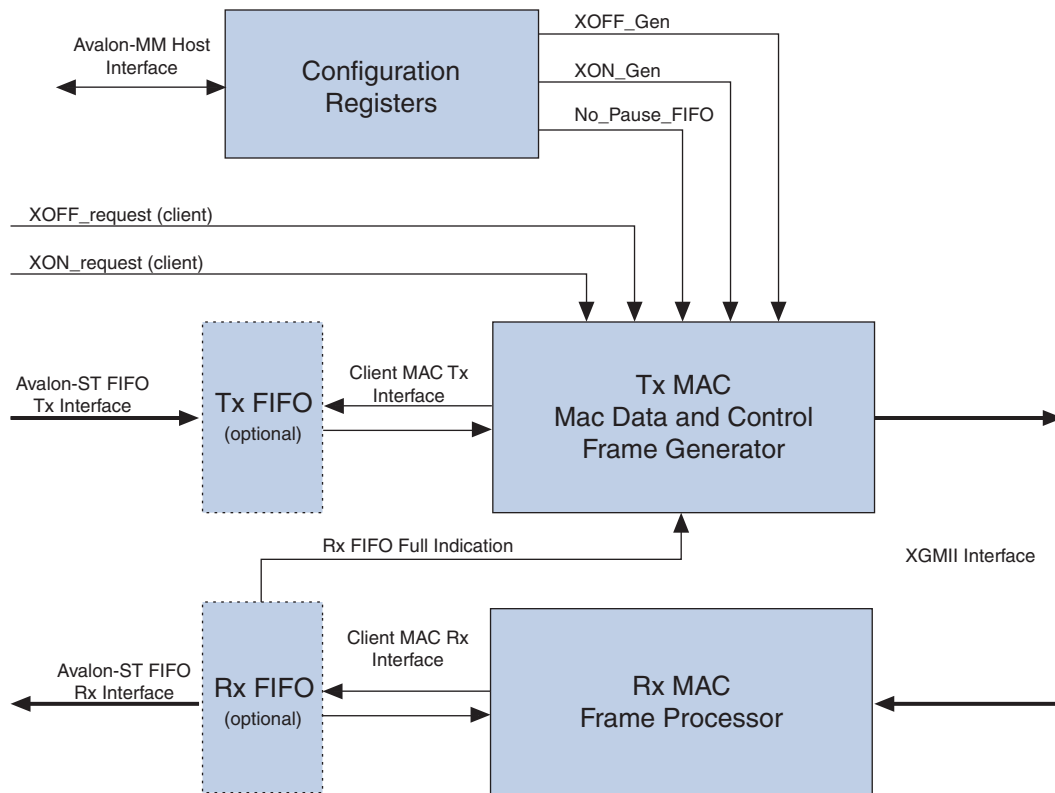 XOFF_Gen
Avalon-MM Host
Interface
Configuration
Registers
XON_Gen
No_Pause_FIFO
XOFF_request (client)
XON_request (client)
Avalon-ST FIFO
Tx Interface
Tx FIFO
(optional)
Client MAC Tx
Interface
Tx MAC
Mac Data and Control
Frame Generator
Rx FIFO Full Indication
XGMII Interface
Avalon-ST FIFO
Rx Interface
Rx FIFO
(optional)
Client MAC Rx
Interface
Rx MAC
Frame Processor